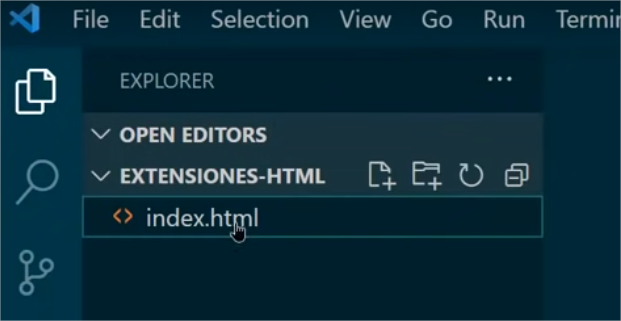 File Edit Selection View Go Run
EXPLORER
OPEN EDITORS
EXTENSIONES-HTML
index.html